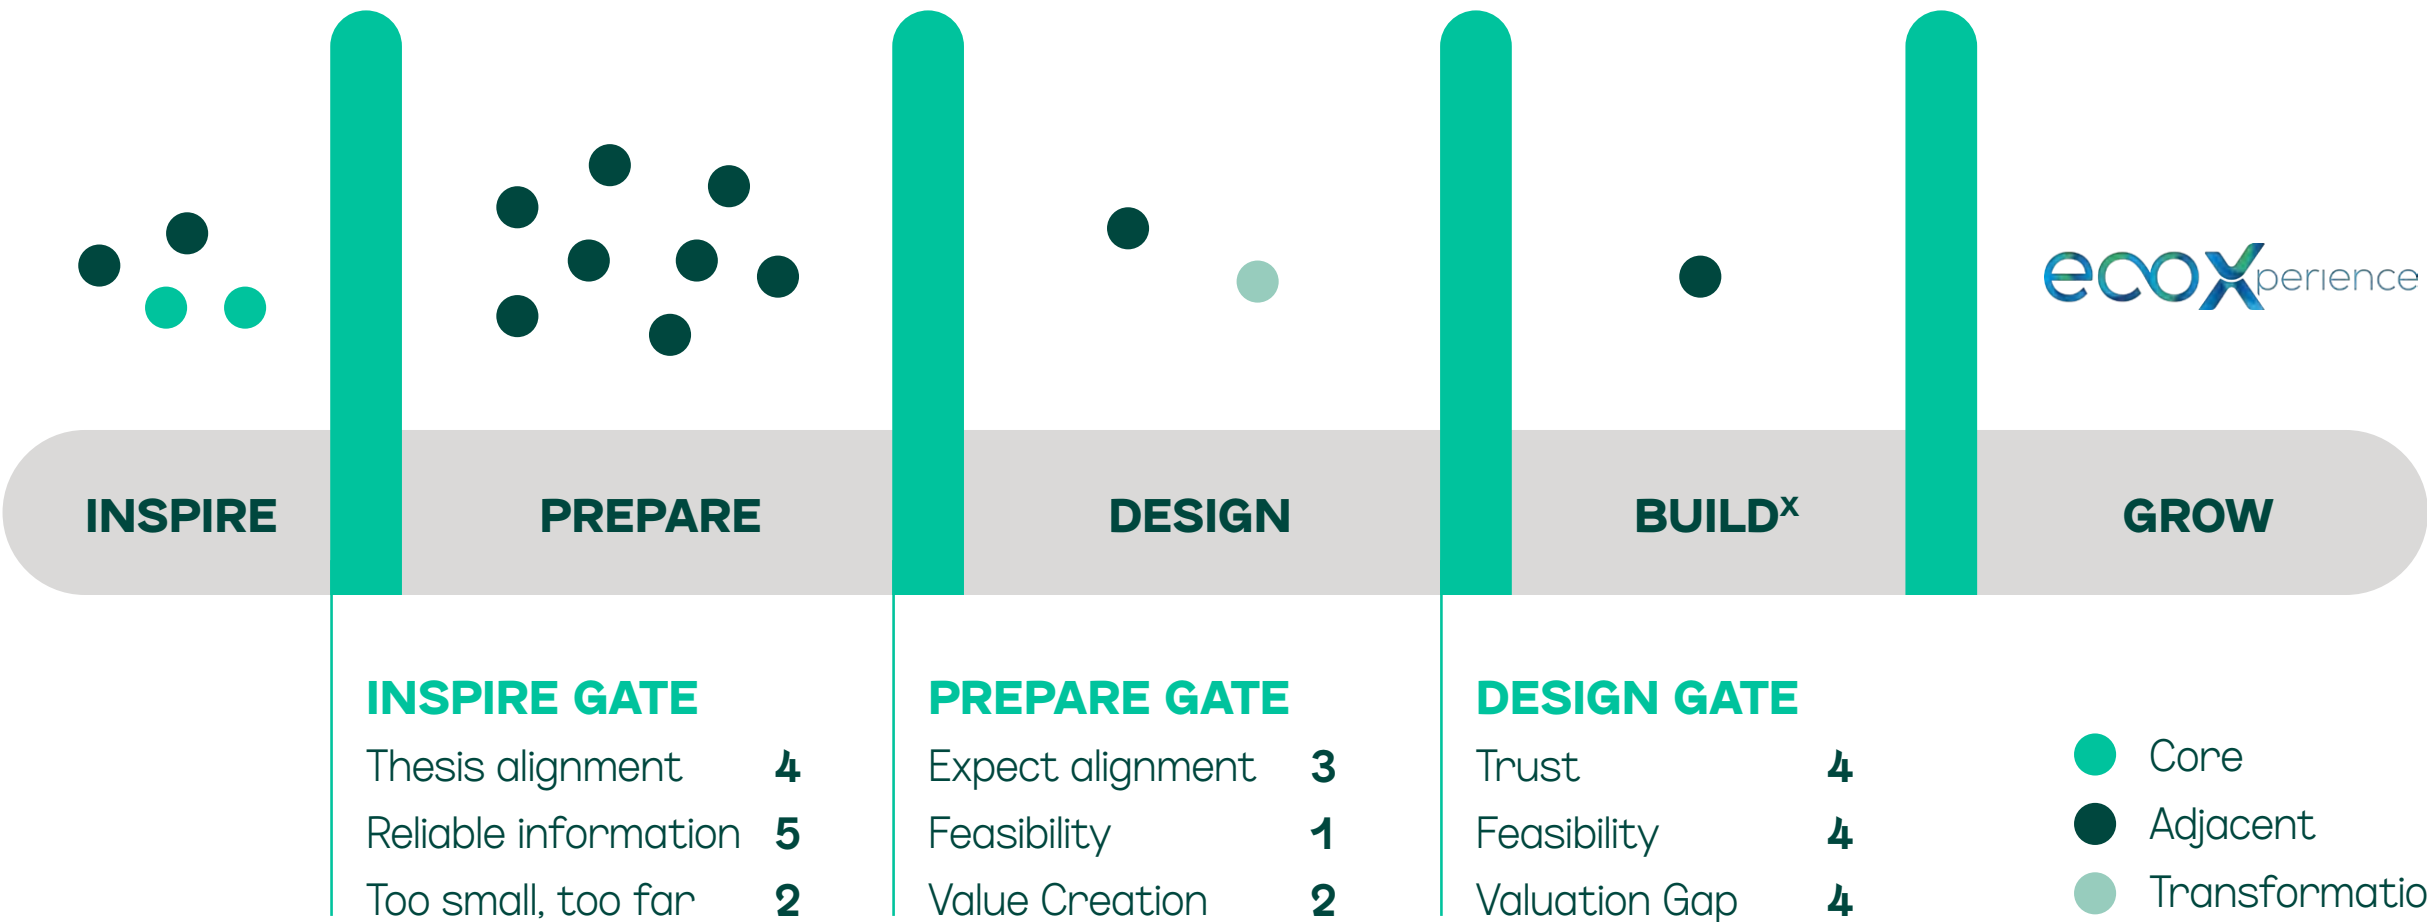 ecoXperience
INSPIRE
PREPARE
DESIGN
BUILDˣ
GROW
INSPIRE GATE
Thesis alignment 4
Reliable information 5
Too small, too far 2
PREPARE GATE
Expect alignment 3
Feasibility 1
Value Creation 2
DESIGN GATE
Trust 4
Feasibility 4
Valuation Gap 4
Core
Adjacent
Transformatio